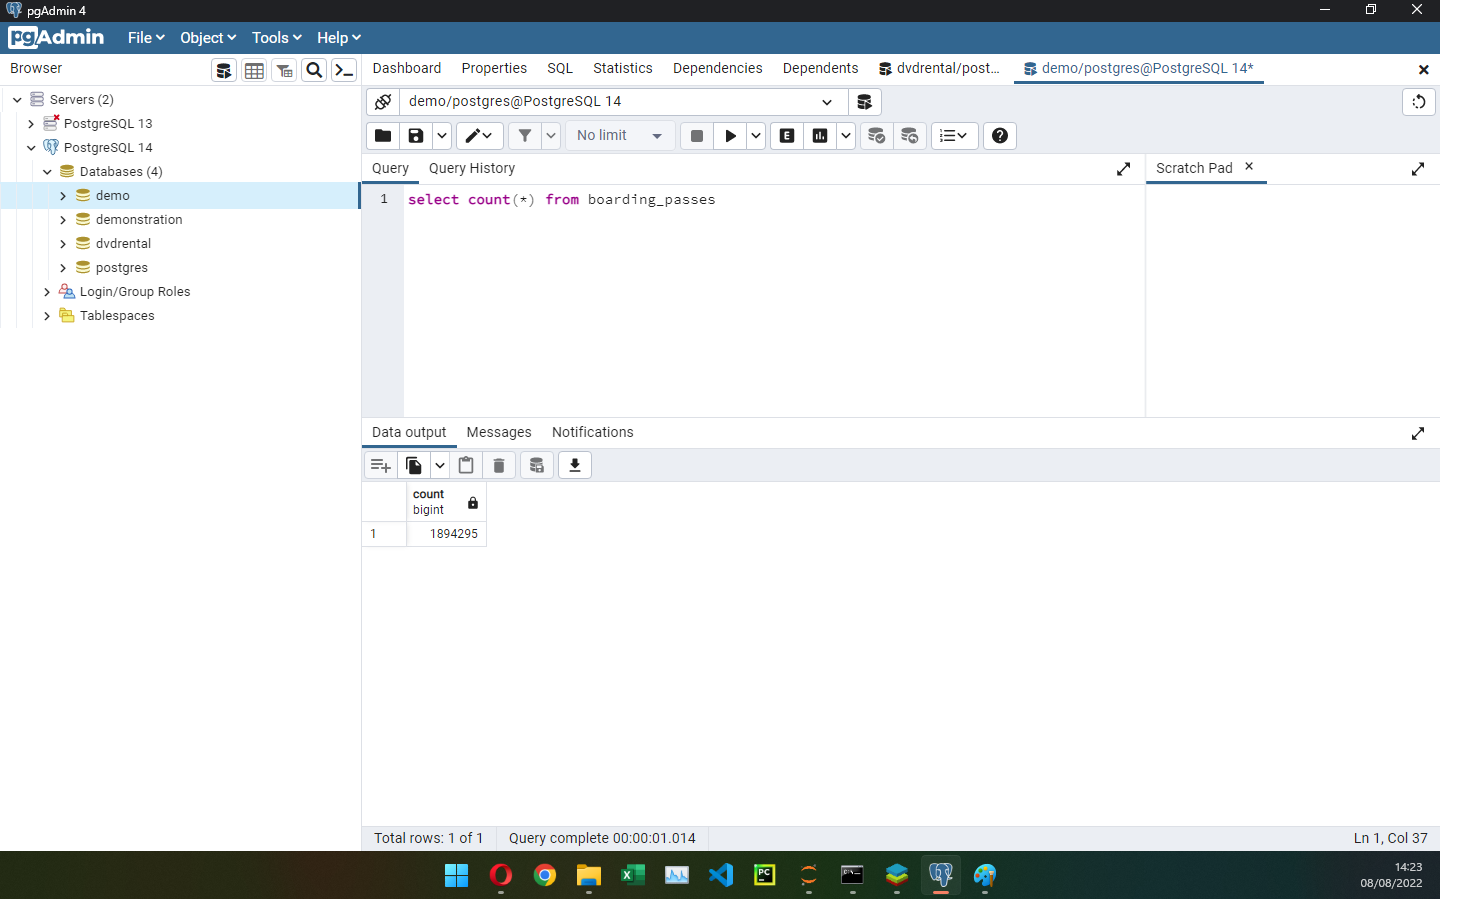 pgAdmin 4
pgAdmin File Object Tools Help
Browser
Dashboard Properties SQL Statistics Dependencies Dependents dvdrental/post... demo/postgres@PostgreSQL 14*
Servers (2)
PostgreSQL 13
PostgreSQL 14
Databases (4)
demo
demonstration
dvdrental
postgres
Login/Group Roles
Tablespaces
demo/postgres@PostgreSQL 14
No limit
E
Query Query History
Scratch Pad
1 select count(*) from boarding_passes
Data output Messages Notifications
count
bigint
1 1894295
Total rows: 1 of 1 Query complete 00:00:01.014 Ln 1, Col 37
PC
14:23
08/08/2022